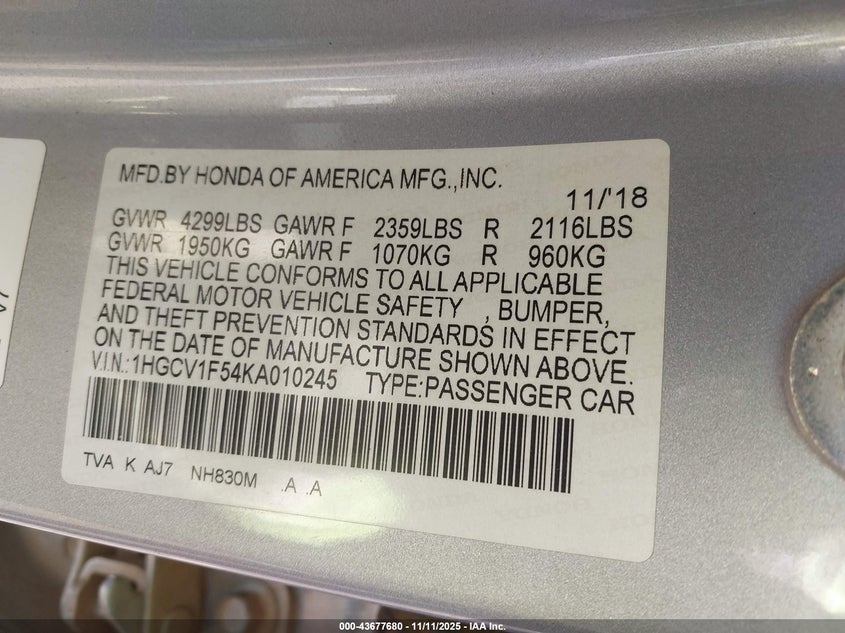 MFD.BY HONDA OF AMERICA MFG.,INC.
11/'18
GVWR 4299LBS GAWR F 2359LBS R 2116LBS
GVWR 1950KG GAWR F 1070KG R 960KG
THIS VEHICLE CONFORMS TO ALL APPLICABLE
FEDERAL MOTOR VEHICLE SAFETY , BUMPER,
AND THEFT PREVENTION STANDARDS IN EFFECT
ON THE DATE OF MANUFACTURE SHOWN ABOVE.
V.I.N.:1HGCV1F54KA010245 TYPE:PASSENGER CAR
TVA K AJ7 NH830M .A .A
000-43677680 - 11/11/2025 - IAA Inc.